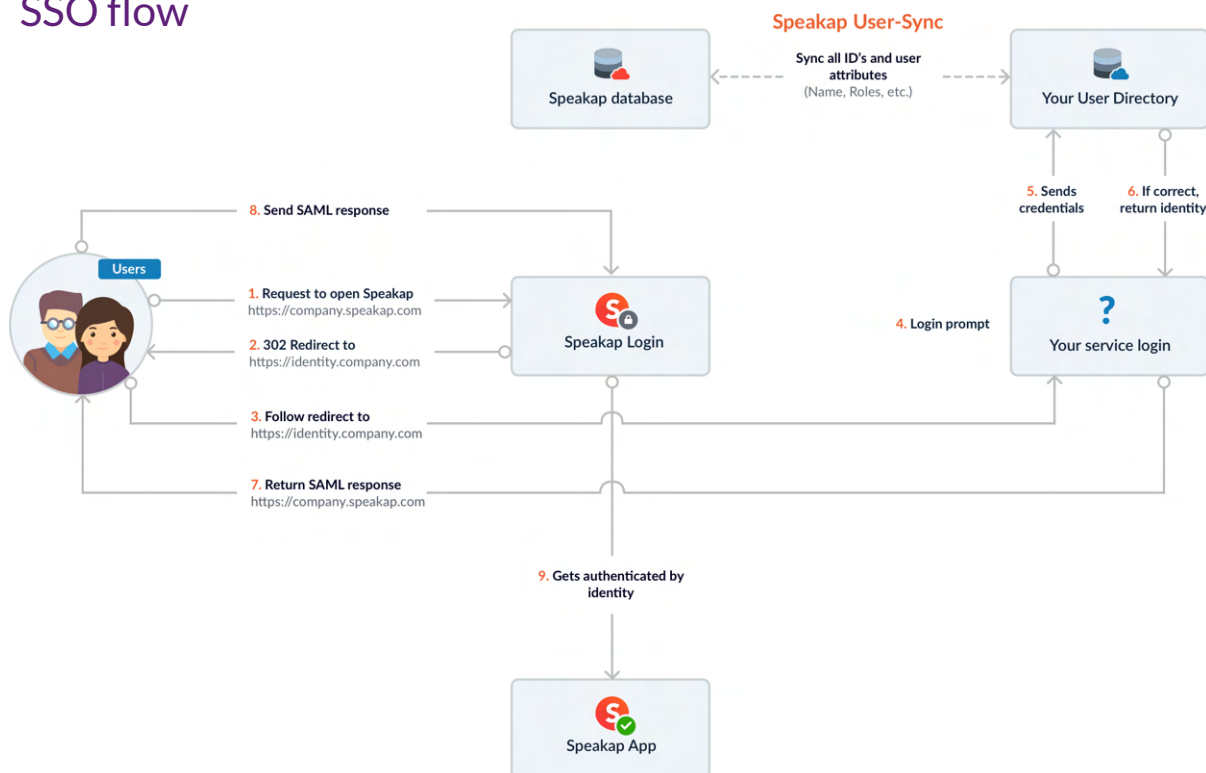 SSO flow
Speakap User-Sync
Sync all ID's and user
attributes
(Name, Roles, etc.)
Speakap database
Your User Directory
5. Sends
credentials
6. If correct,
return identity
8. Send SAML response
Users
1. Request to open Speakap
https://company.speakap.com
2. 302 Redirect to
https://identity.company.com
S
Speakap Login
4. Login prompt
?
Your service login
3. Follow redirect to
https://identity.company.com
7. Return SAML response
https://company.speakap.com
9. Gets authenticated by
identity
S
Speakap App